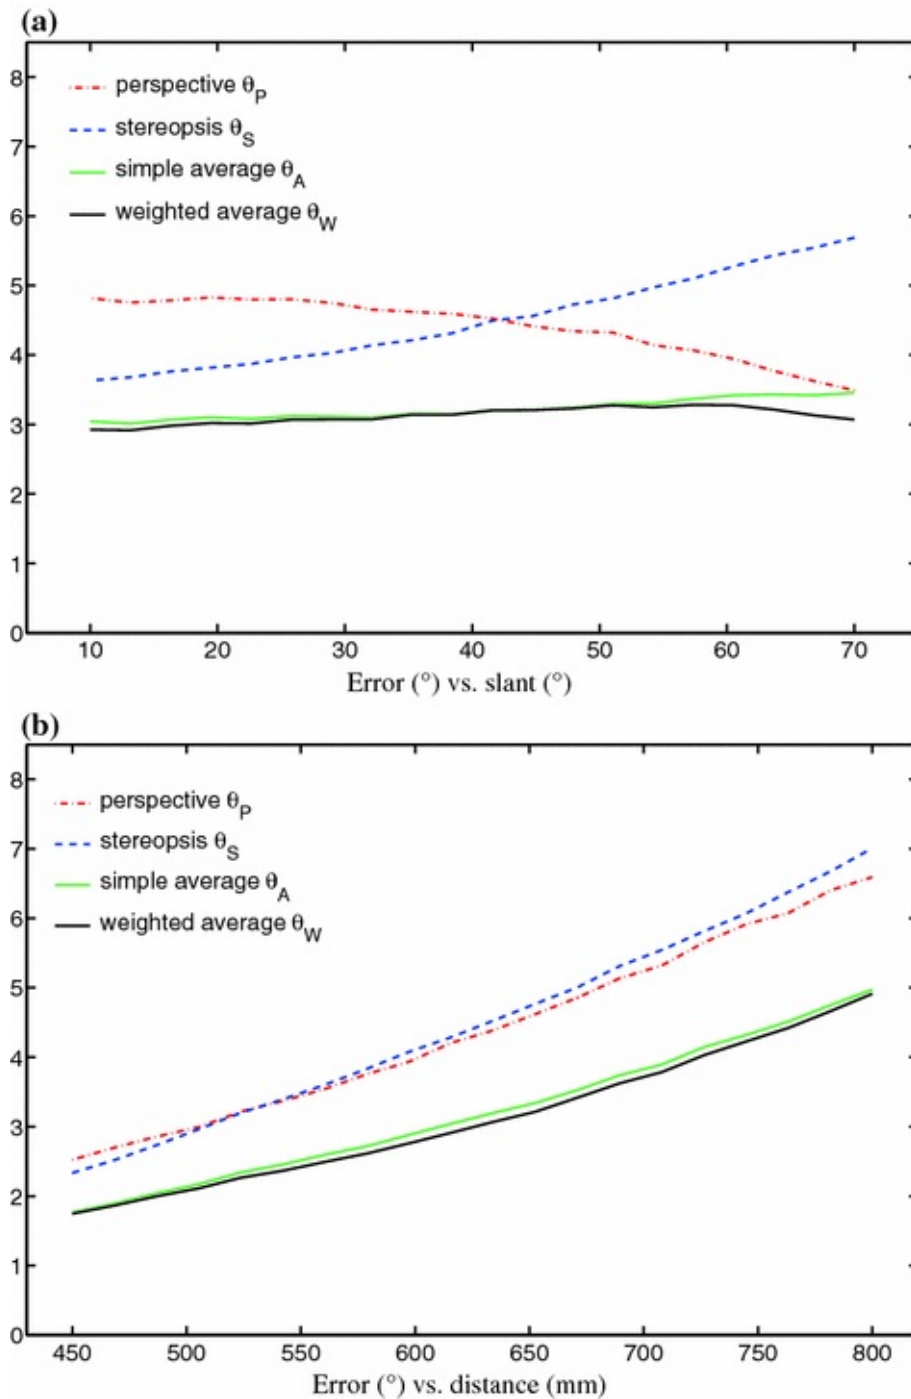 (a)
8
perspective θP
7
stereopsis θS
simple average θA
6
weighted average θW
5
4
3
2
1
0
10 20 30 40 50 60 70
Error (°) vs. slant (°)
(b)
8
perspective θP
7
stereopsis θS
simple average θA
6
weighted average θW
5
4
3
2
1
0
450 500 550 600 650 700 750 800
Error (°) vs. distance (mm)